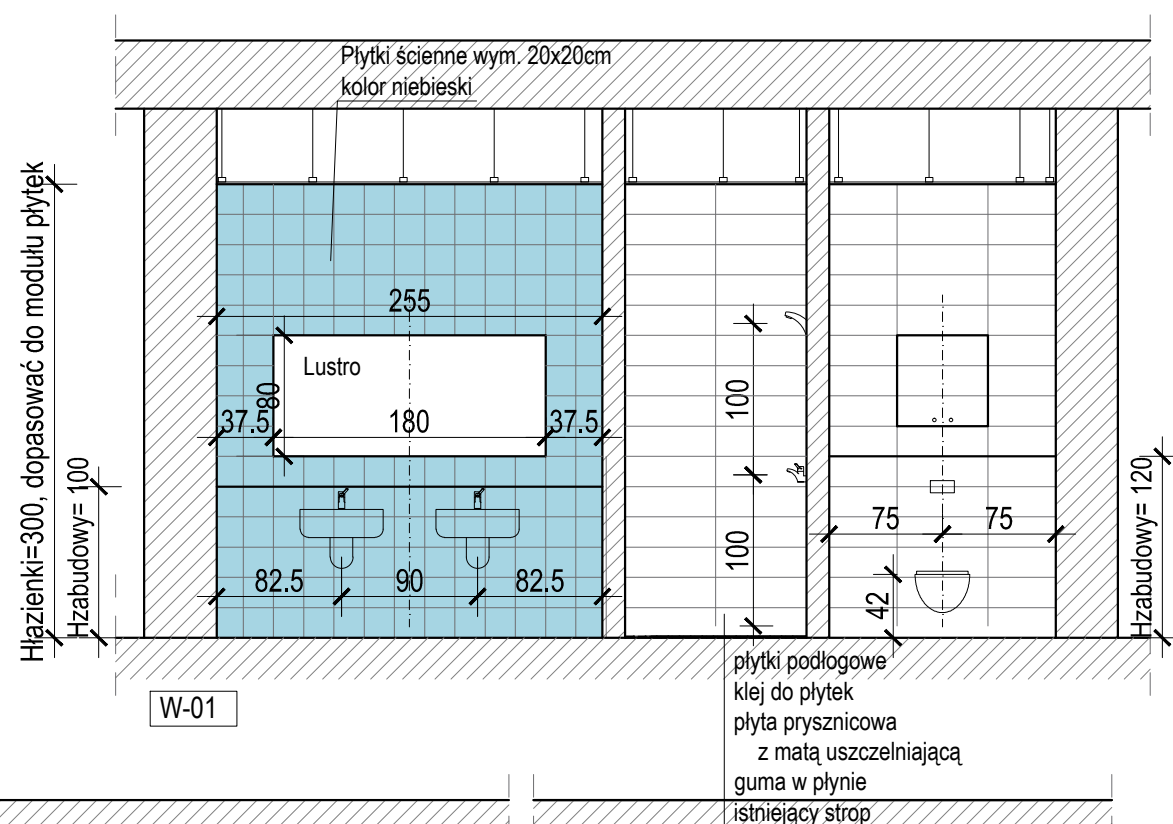 Płytki ścienne wym. 20x20cm
kolor niebieski
Hłazienki=300, dopasować do modułu płytek
Hzabudowy= 100
255
Lustro
80
37.5
180
37.5
82.5
90
82.5
100
100
75
75
42
Hzabudowy= 120
W-01
płytki podłogowe
klej do płytek
płyta prysznicowa
z matą uszczelniającą
guma w płynie
istniejący strop